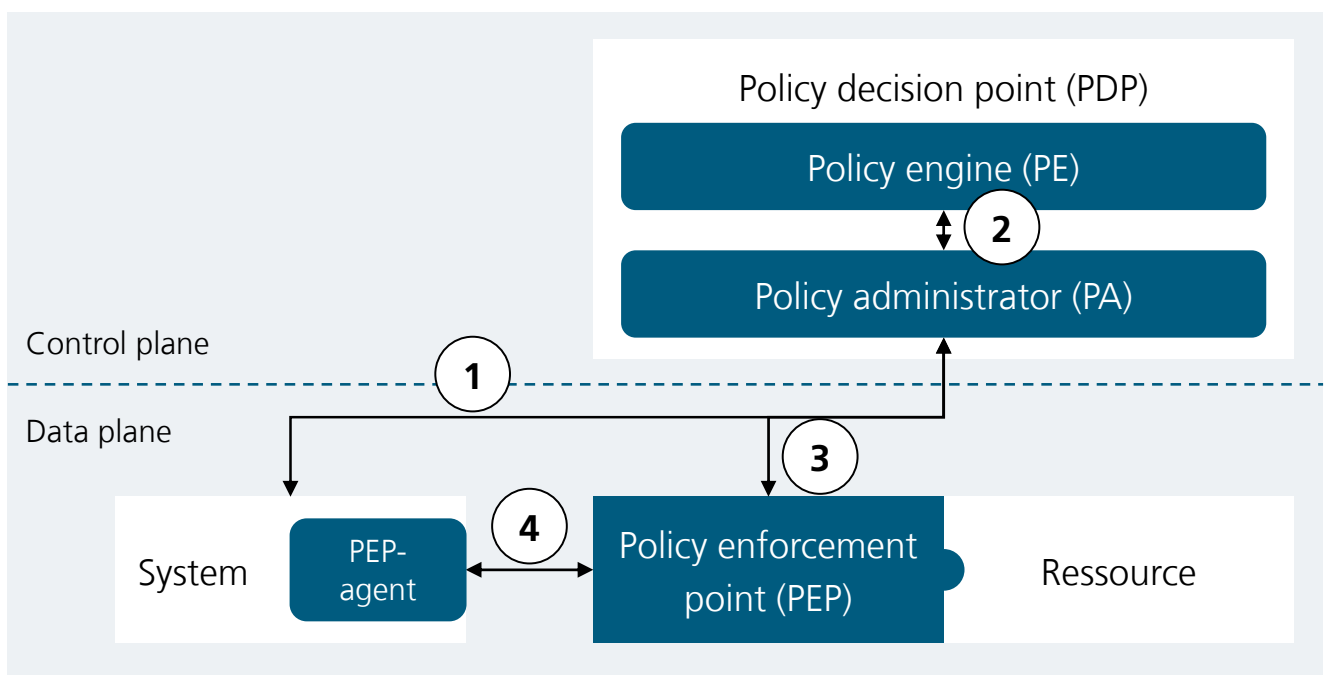 Policy decision point (PDP)
Policy engine (PE)
2
Policy administrator (PA)
Control plane
1
Data plane
3
4
System
PEP-
agent
Policy enforcement
point (PEP)
Ressource